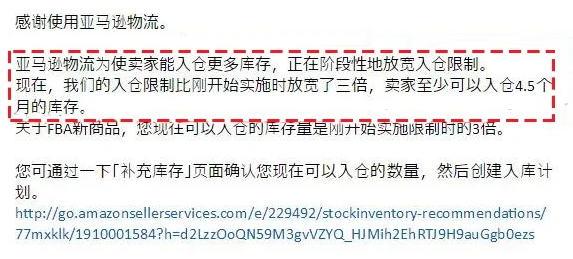 感谢使用亚马逊物流。
亚马逊物流为使卖家能入仓更多库存，正在阶段性地放宽入仓限制。
现在，我们的入仓限制比刚开始实施时放宽了三倍，卖家至少可以入仓4.5个
月的库存。
关于FBA新商品，您现在可以入仓的库存量是刚开始实施限制时的3倍。
您可通过一下「补充库存」页面确认您现在可以入仓的数量，然后创建入库计
划。
http://go.amazonsellerservices.com/e/229492/stockinventory-recommendations/
77mxklk/1910001584?h=d2LzzOoQN59M3gvVZYQ_HJMih2EhRTJ9H9auGgb0ezs